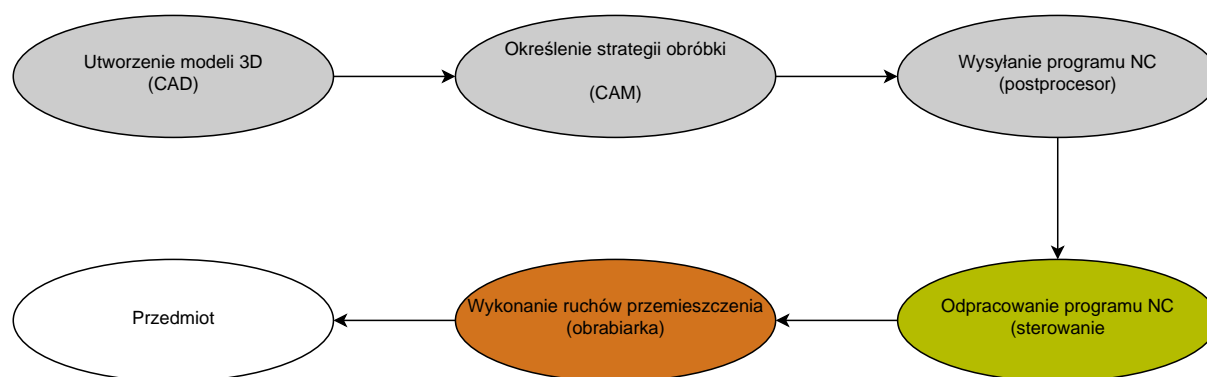 Utworzenie modeli 3D
(CAD)
Określenie strategii obróbki
(CAM)
Wysyłanie programu NC
(postprocesor)
Przedmiot
Wykonanie ruchów przemieszczenia
(obrabiarka)
Odpracowanie programu NC
(sterowanie